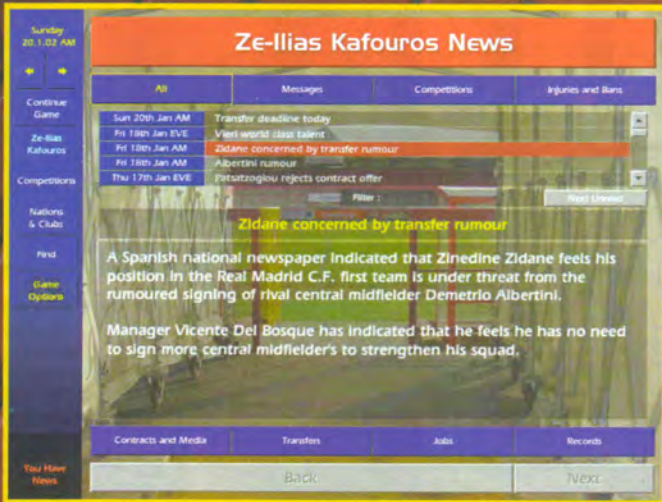 Sunday
20.1.02 AM
Ze-Ilias Kafouros News
All
Messages
Competitions
Injuries and Bans
Continue
Game
Ze-Ilias
Kafouros
Competitions
Nations
& Clubs
Find
Game
Options
Sun 20th Jan AM Transfer deadline today
Fri 18th Jan EVE Vieri world class talent
Fri 18th Jan AM Zidane concerned by transfer rumour
Fri 18th Jan AM Albertini rumour
Thu 17th Jan EVE Patsatzoglou rejects contract offer
Filter :
Next Unread
Zidane concerned by transfer rumour
A Spanish national newspaper indicated that Zinedine Zidane feels his
position in the Real Madrid C.F. first team is under threat from the
rumoured signing of rival central midfielder Demetrio Albertini.
Manager Vicente Del Bosque has indicated that he feels he has no need
to sign more central midfielder's to strengthen his squad.
Contracts and Media
Transfers
Jobs
Records
You Have
News
Back
Next